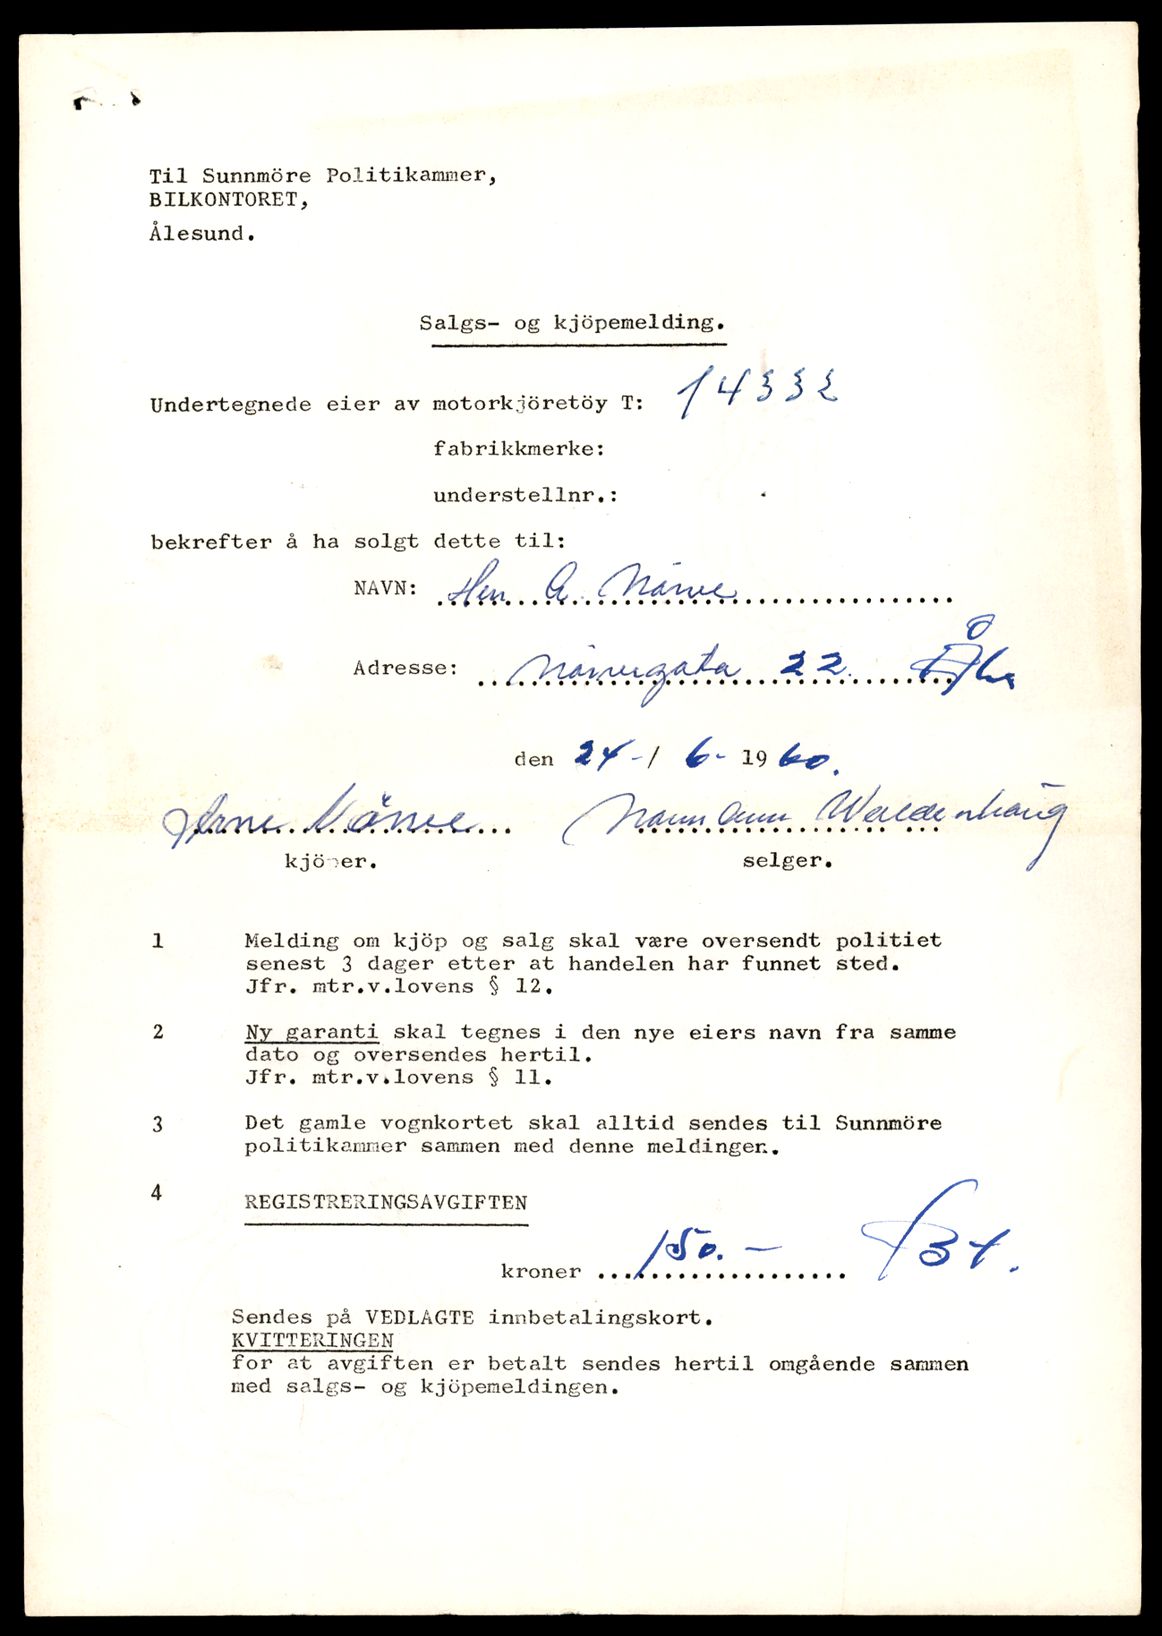 Til Sunnmöre Politikammer,
BILKONTORET,
Ålesund.
Salgs- og kjöpemelding.
Undertegnede eier av motorkjöretöy T: 14332
fabrikkmerke:
understellnr.:
bekrefter å ha solgt dette til:
NAVN: Herr A. Nörve
Adresse: Nörvegata 22.
den 24-/ 6- 1960.
Arne Nörve
kjöper. selger.
1 Melding om kjöp og salg skal være oversendt politiet
senest 3 dager etter at handelen har funnet sted.
Jfr. mtr.v.lovens § 12.
2 Ny garanti skal tegnes i den nye eiers navn fra samme
dato og oversendes hertil.
Jfr. mtr.v.lovens § 11.
3 Det gamle vognkortet skal alltid sendes til Sunnmöre
politikammer sammen med denne meldingen.
4 REGISTRERINGSAVGIFTEN
kroner 150.-
Sendes på VEDLAGTE innbetalingskort.
KVITTERINGEN
for at avgiften er betalt sendes hertil omgående sammen
med salgs- og kjöpemeldingen.